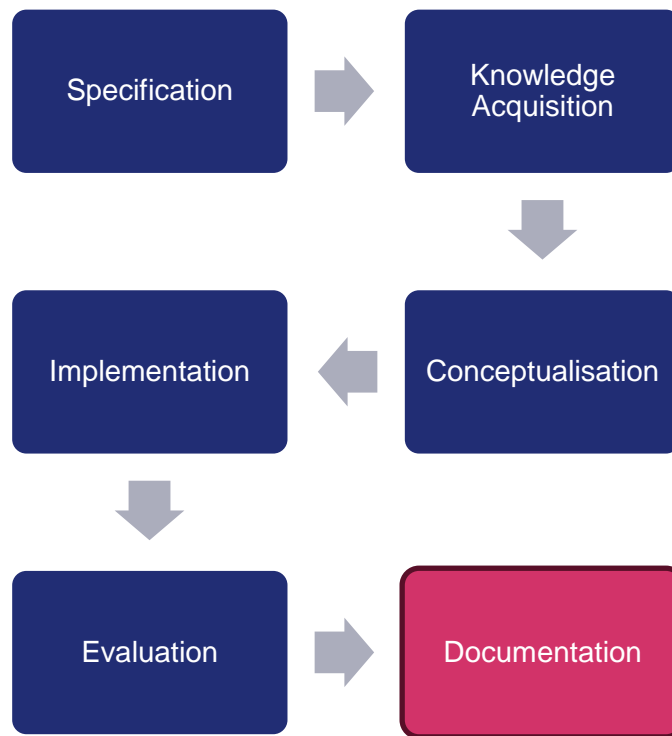 Specification
Knowledge
Acquisition
Implementation
Conceptualisation
Evaluation
Documentation